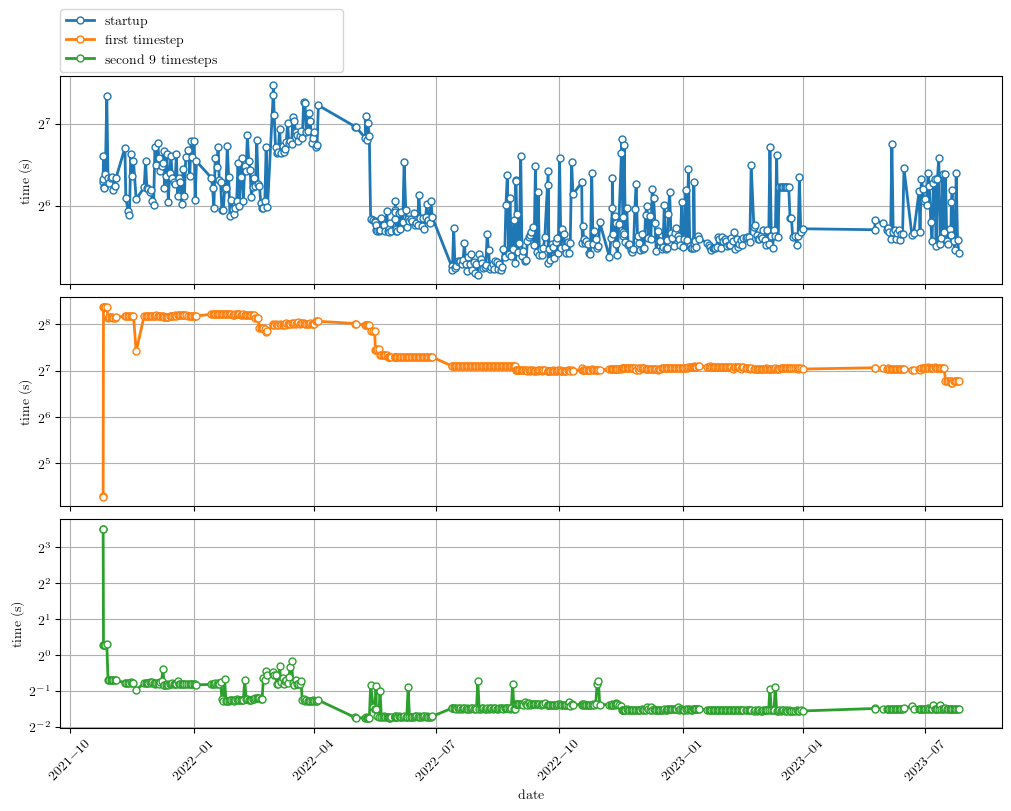 startup
first timestep
second 9 timesteps
2^7
2^6
time (s)
2^8
2^7
2^6
2^5
time (s)
2^3
2^2
2^1
2^0
2^−1
2^−2
time (s)
2021−10
2022−01
2022−04
2022−07
2022−10
2023−01
2023−04
2023−07
date